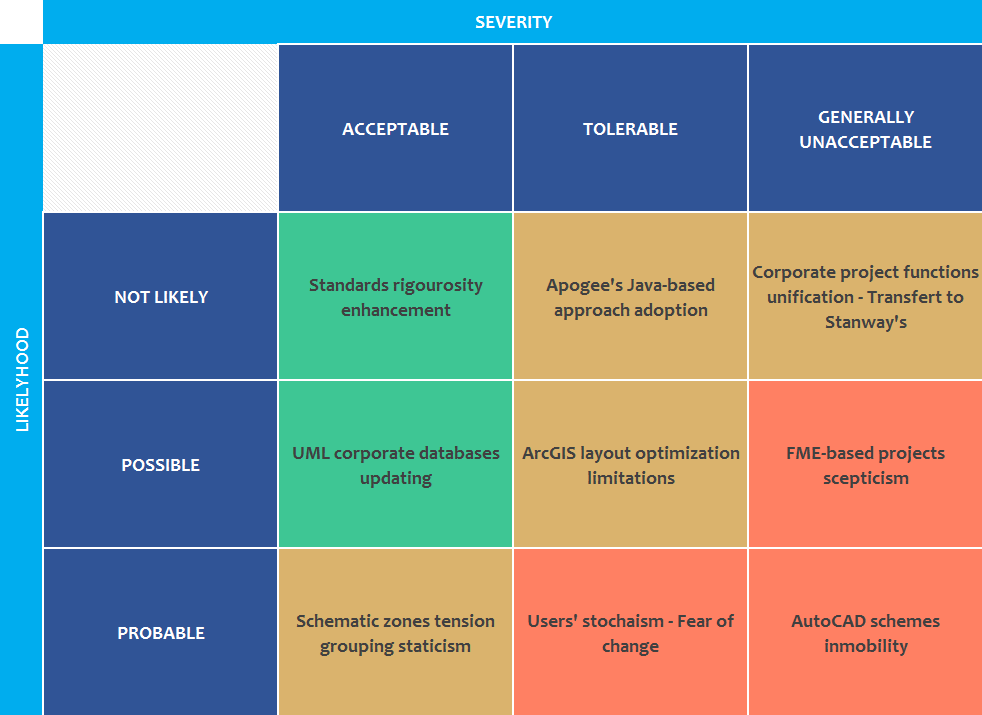 SEVERITY
ACCEPTABLE
TOLERABLE
GENERALLY
UNACCEPTABLE
LIKELYHOOD
NOT LIKELY
Standards rigourosity
enhancement
Apogee's Java-based
approach adoption
Corporate project functions
unification - Transfert to
Stanway's
POSSIBLE
UML corporate databases
updating
ArcGIS layout optimization
limitations
FME-based projects
scepticism
PROBABLE
Schematic zones tension
grouping staticism
Users' stochaism - Fear of
change
AutoCAD schemes
inmobility